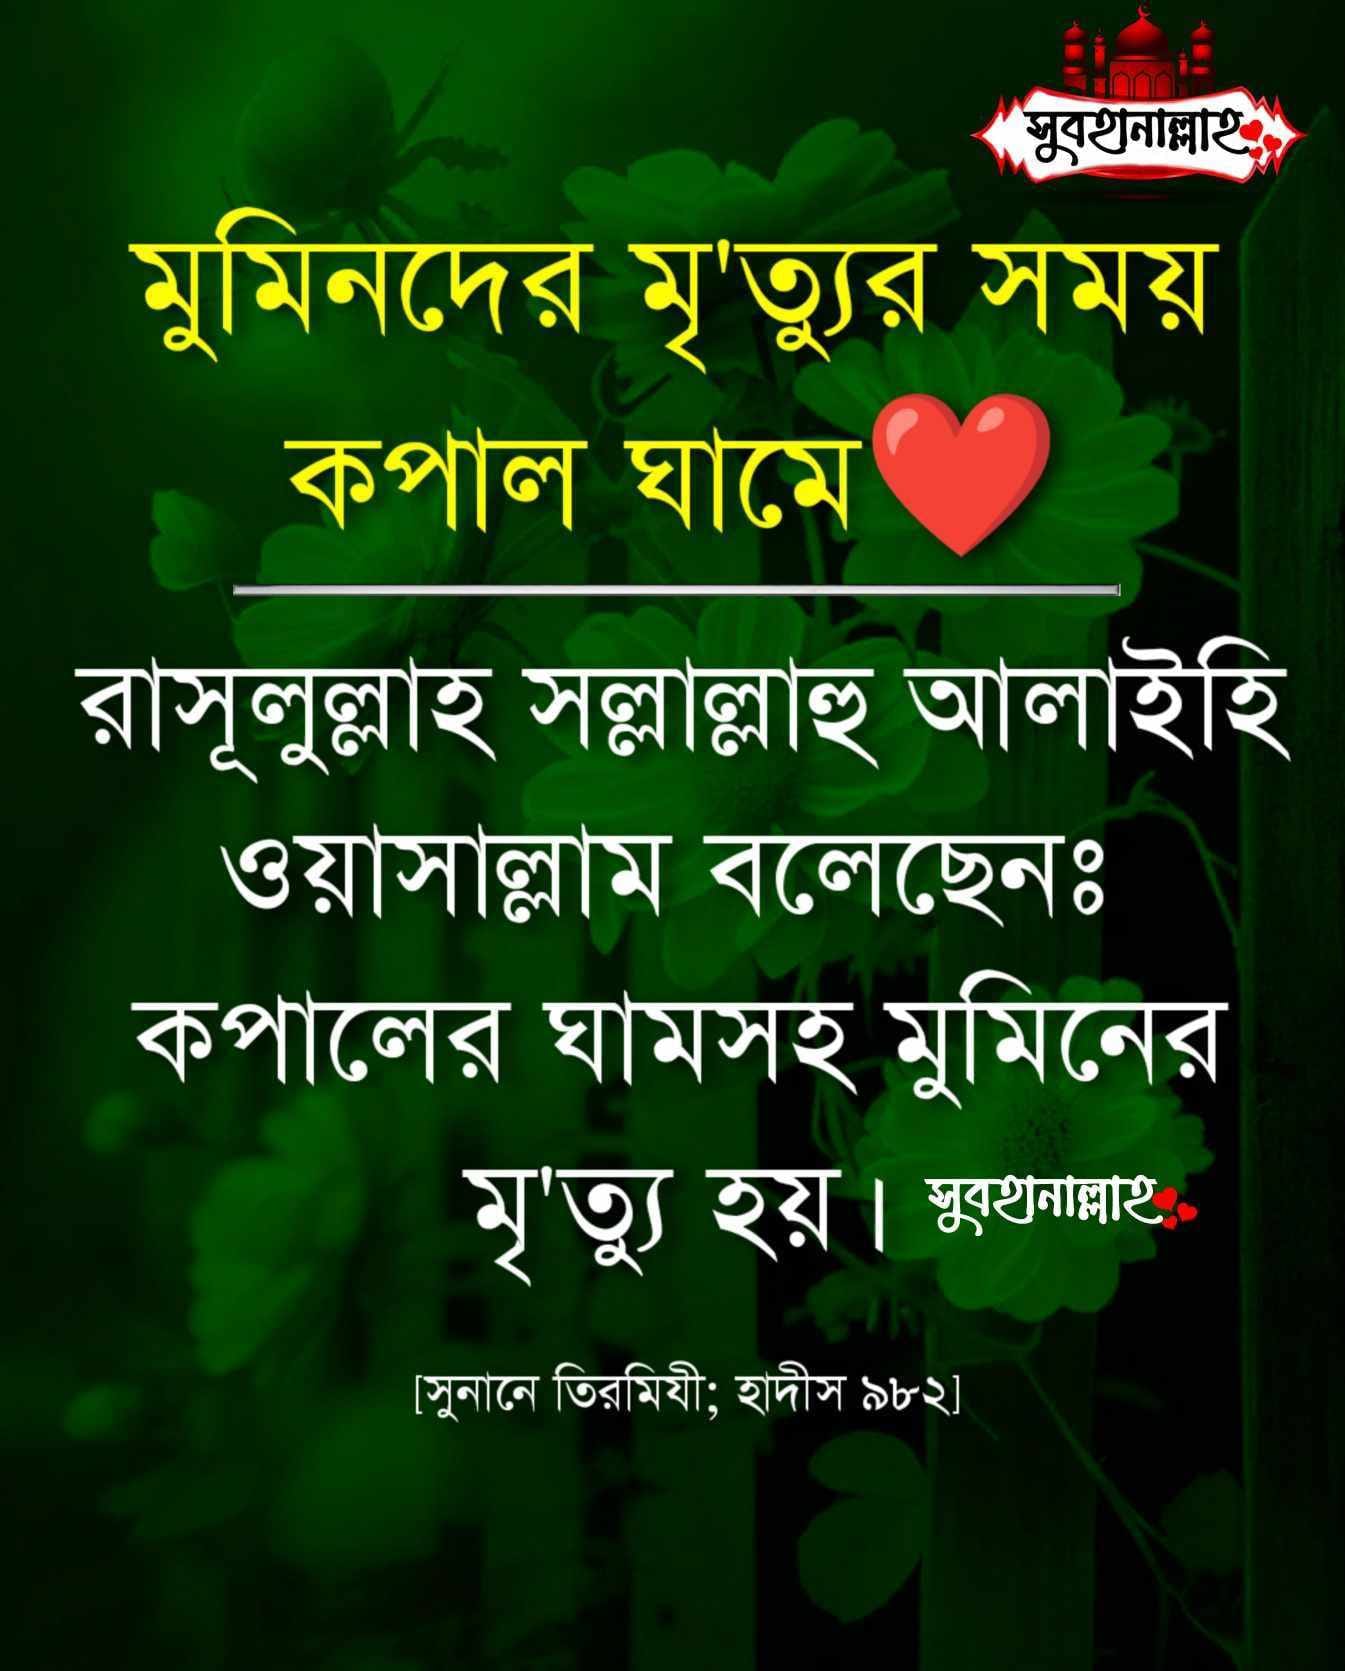 সুবহানাল্লাহ
মুমিনদের মৃ'ত্যুর সময়
কপাল ঘামে❤️
রাসূলুল্লাহ সল্লাল্লাহু আলাইহি
ওয়াসাল্লাম বলেছেনঃ
কপালের ঘামসহ মুমিনের
মৃ'ত্যু হয়। সুবহানাল্লাহ
[সুনানে তিরমিযী; হাদীস ৯৮২]